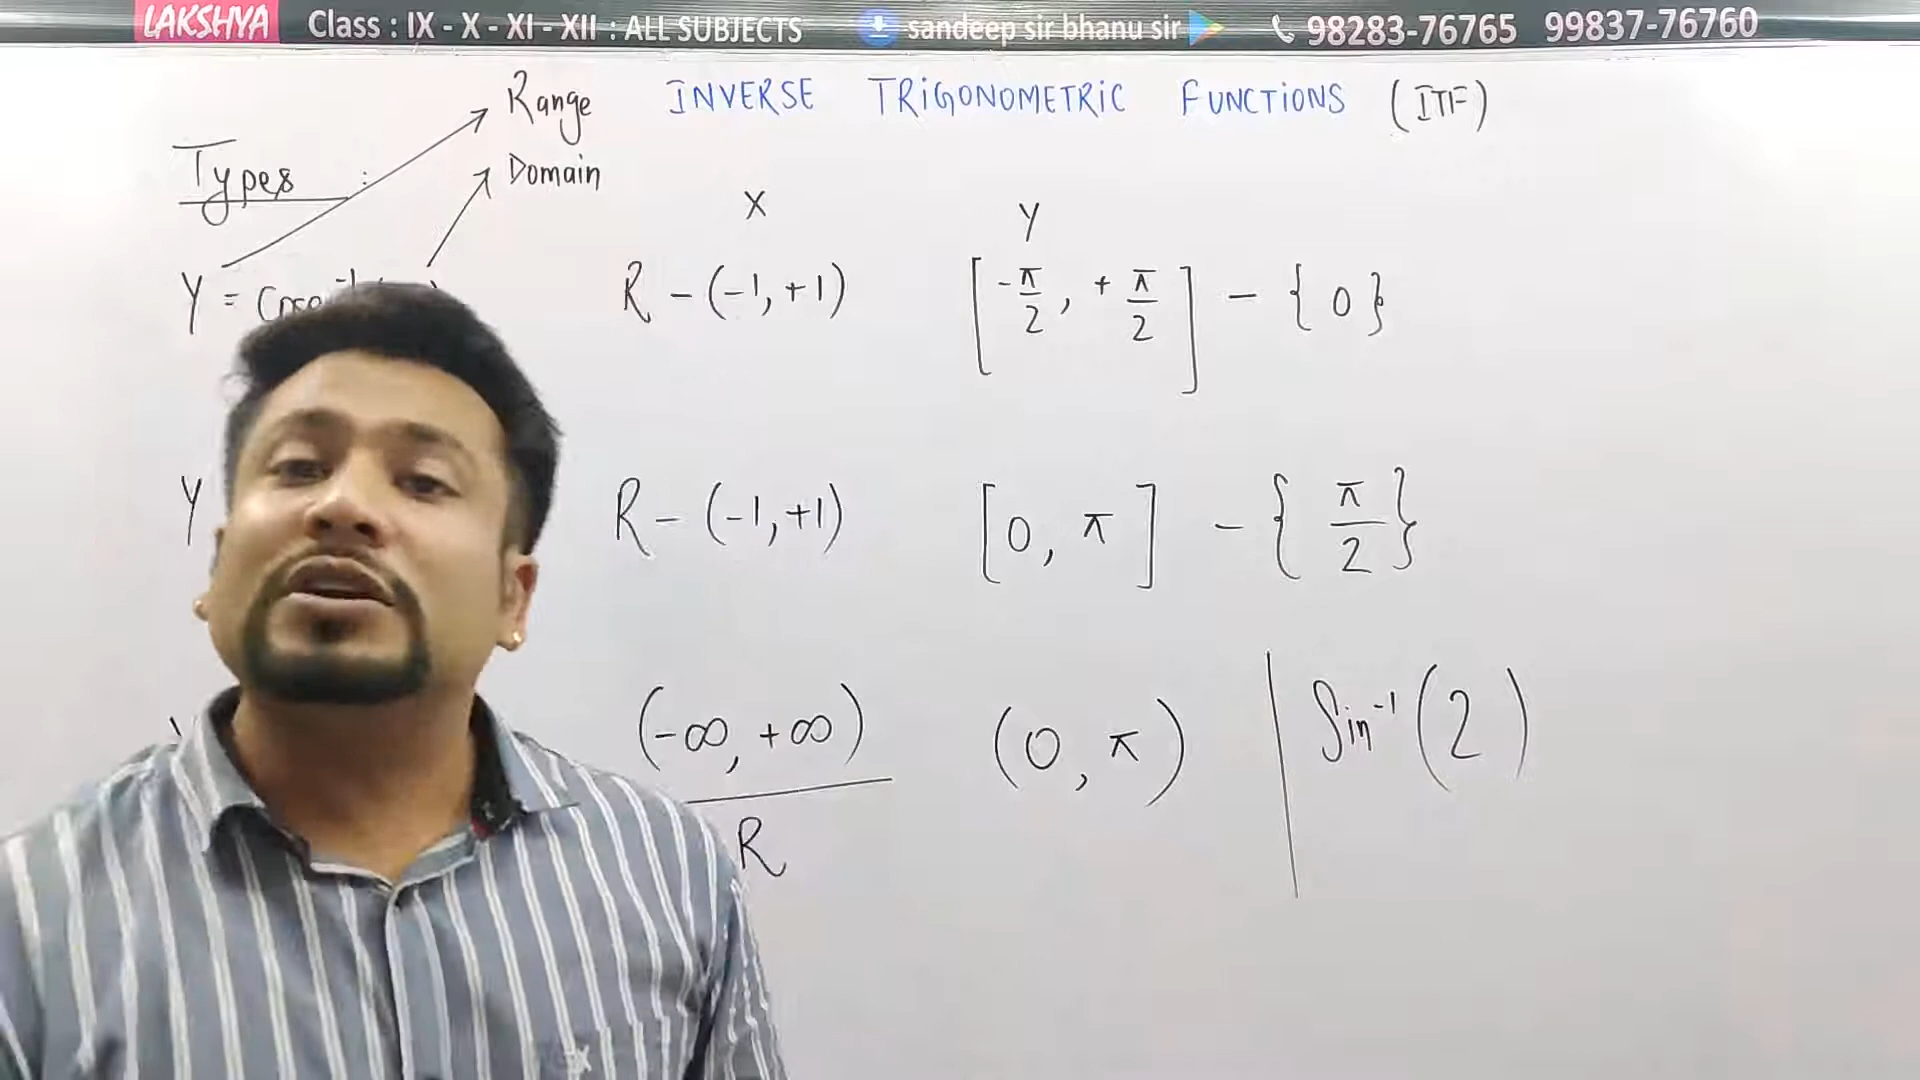 LAKSHYA Class : IX - X - XI - XII : ALL SUBJECTS sandeep sir bhanu sir 98283-76765 99837-76760
Range INVERSE TRIGONOMETRIC FUNCTIONS (ITF)
Types : Domain
X Y
Y = R - (-1, +1) [-π/2, +π/2] - {0}
Y R - (-1, +1) [0, π] - {π/2}
(-∞, +∞) (0, π) Sin⁻¹(2)
R